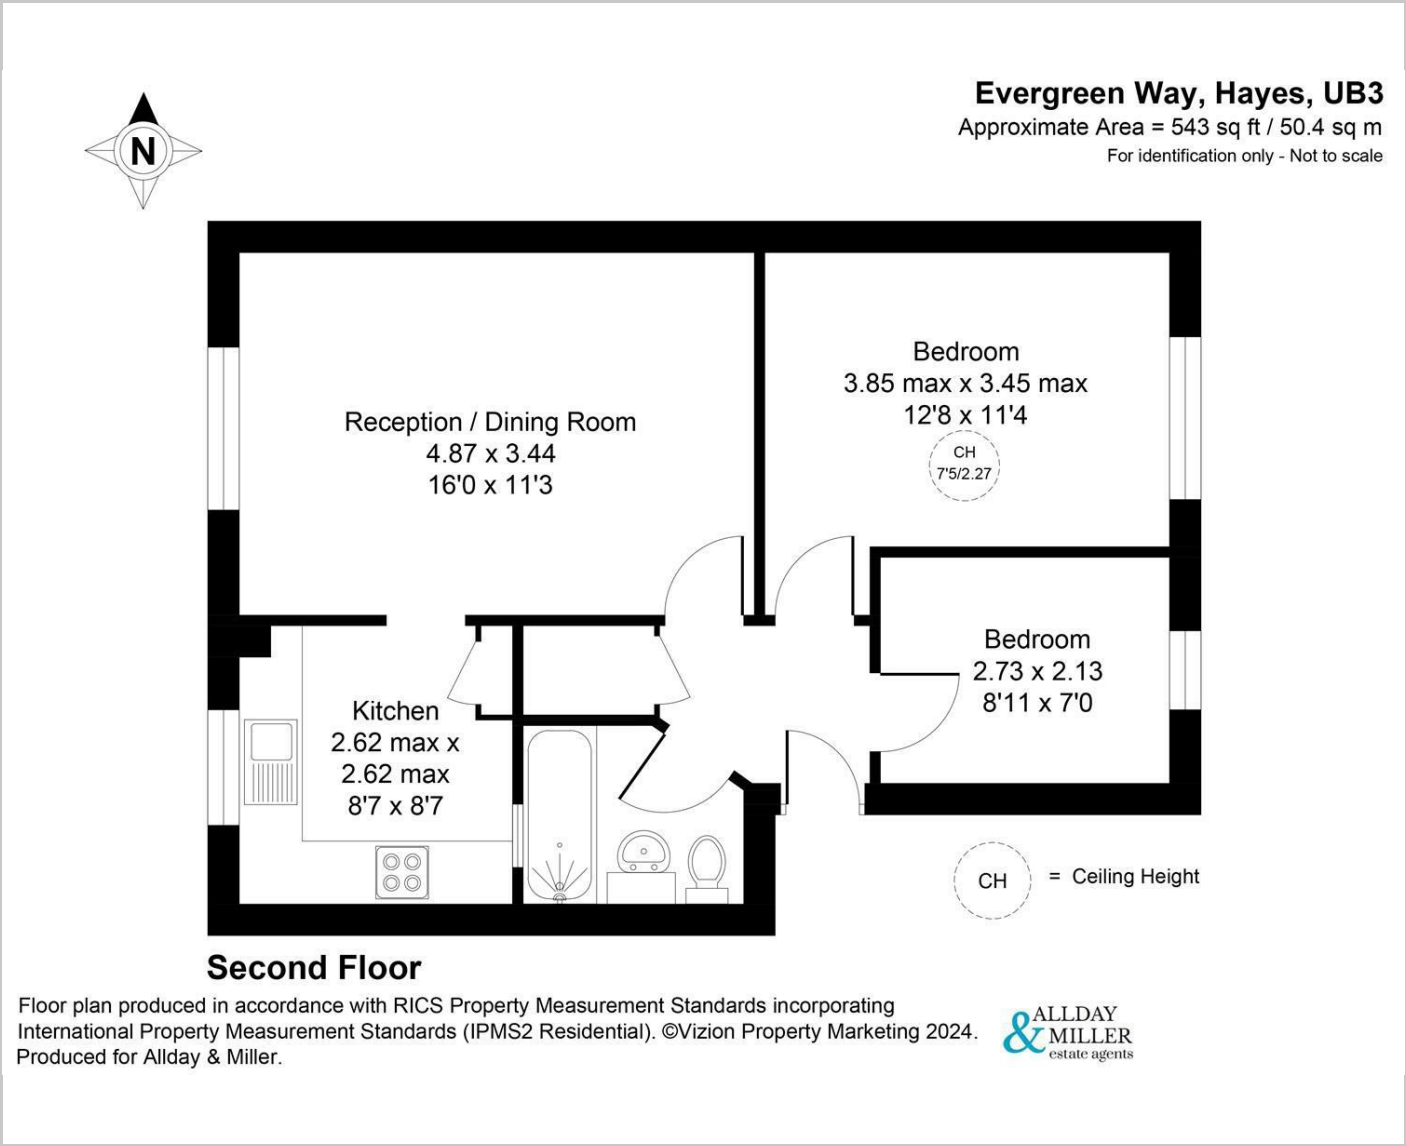 N
Evergreen Way, Hayes, UB3
Approximate Area = 543 sq ft / 50.4 sq m
For identification only - Not to scale
Reception / Dining Room
4.87 x 3.44
16'0 x 11'3
Bedroom
3.85 max x 3.45 max
12'8 x 11'4
CH
7'5/2.27
Bedroom
2.73 x 2.13
8'11 x 7'0
Kitchen
2.62 max x
2.62 max
8'7 x 8'7
CH = Ceiling Height
Second Floor
Floor plan produced in accordance with RICS Property Measurement Standards incorporating
International Property Measurement Standards (IPMS2 Residential). ©Vizion Property Marketing 2024.
Produced for Allday & Miller.
ALLDAY
& MILLER
estate agents